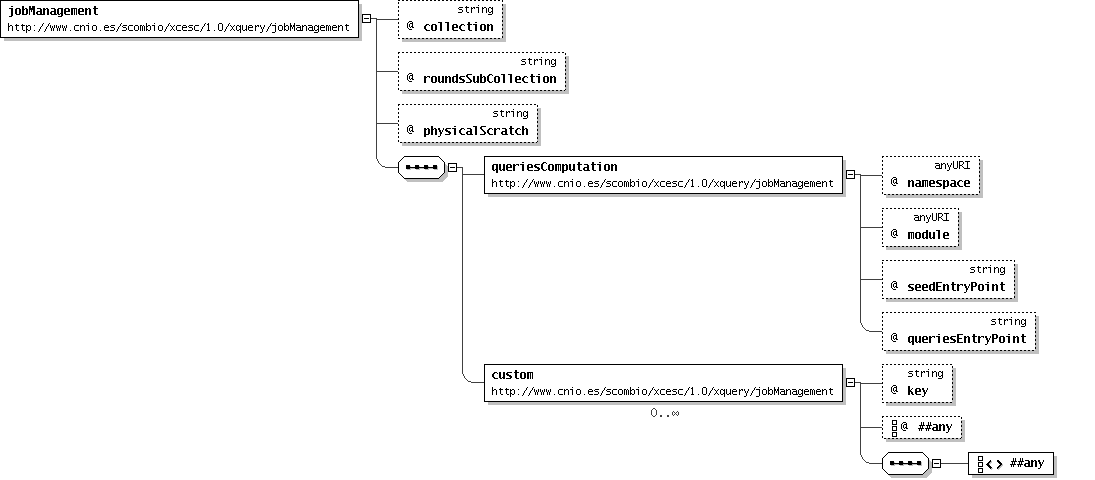 jobManagement
http://www.cnio.es/scombio/xcesc/1.0/xquery/jobManagement
string
@ collection
string
@ roundsSubCollection
string
@ physicalScratch
queriesComputation
http://www.cnio.es/scombio/xcesc/1.0/xquery/jobManagement
anyURI
@ namespace
anyURI
@ module
string
@ seedEntryPoint
string
@ queriesEntryPoint
custom
http://www.cnio.es/scombio/xcesc/1.0/xquery/jobManagement
0..∞
string
@ key
@ ##any
<> ##any